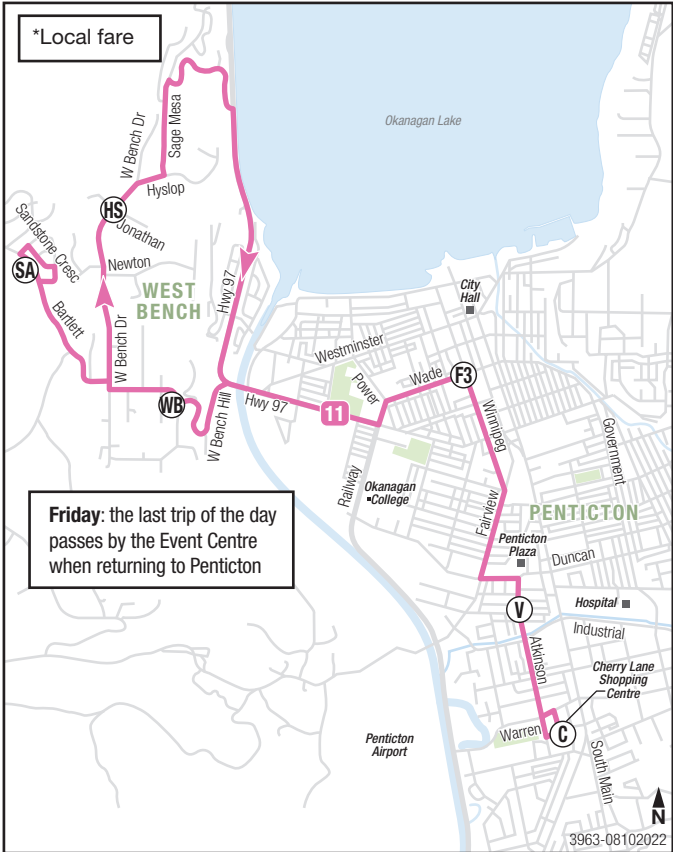 *Local fare
Okanagan Lake
W Bench Dr
Sage Mesa
Hyslop
HS
Jonathan
Sandstone Cresc
SA
Newton
WEST
BENCH
Hwy 97
City
Hall
Bartlett
W Bench Dr
Westminster
Power
Wade
F3
WB
W Bench Hill
Hwy 97
11
Winnipeg
Government
Railway
Okanagan
College
Fairview
PENTICTON
Penticton
Plaza
Duncan
Friday: the last trip of the day
passes by the Event Centre
when returning to Penticton
V
Hospital
Industrial
Atkinson
Cherry Lane
Shopping
Centre
Warren
C
Penticton
Airport
South Main
N
3963-08102022